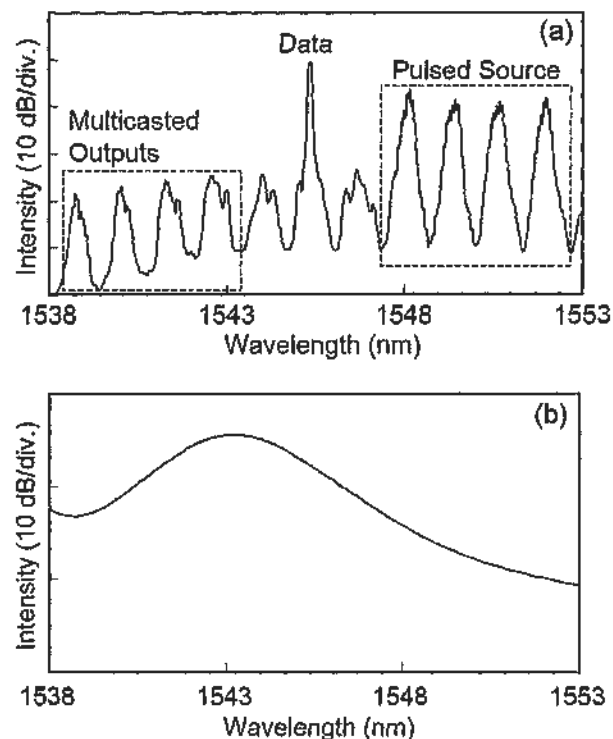 (a)
Data
Pulsed Source
Multicasted
Outputs
Intensity (10 dB/div.)
1538 1543 1548 1553
Wavelength (nm)
(b)
Intensity (10 dB/div.)
1538 1543 1548 1553
Wavelength (nm)